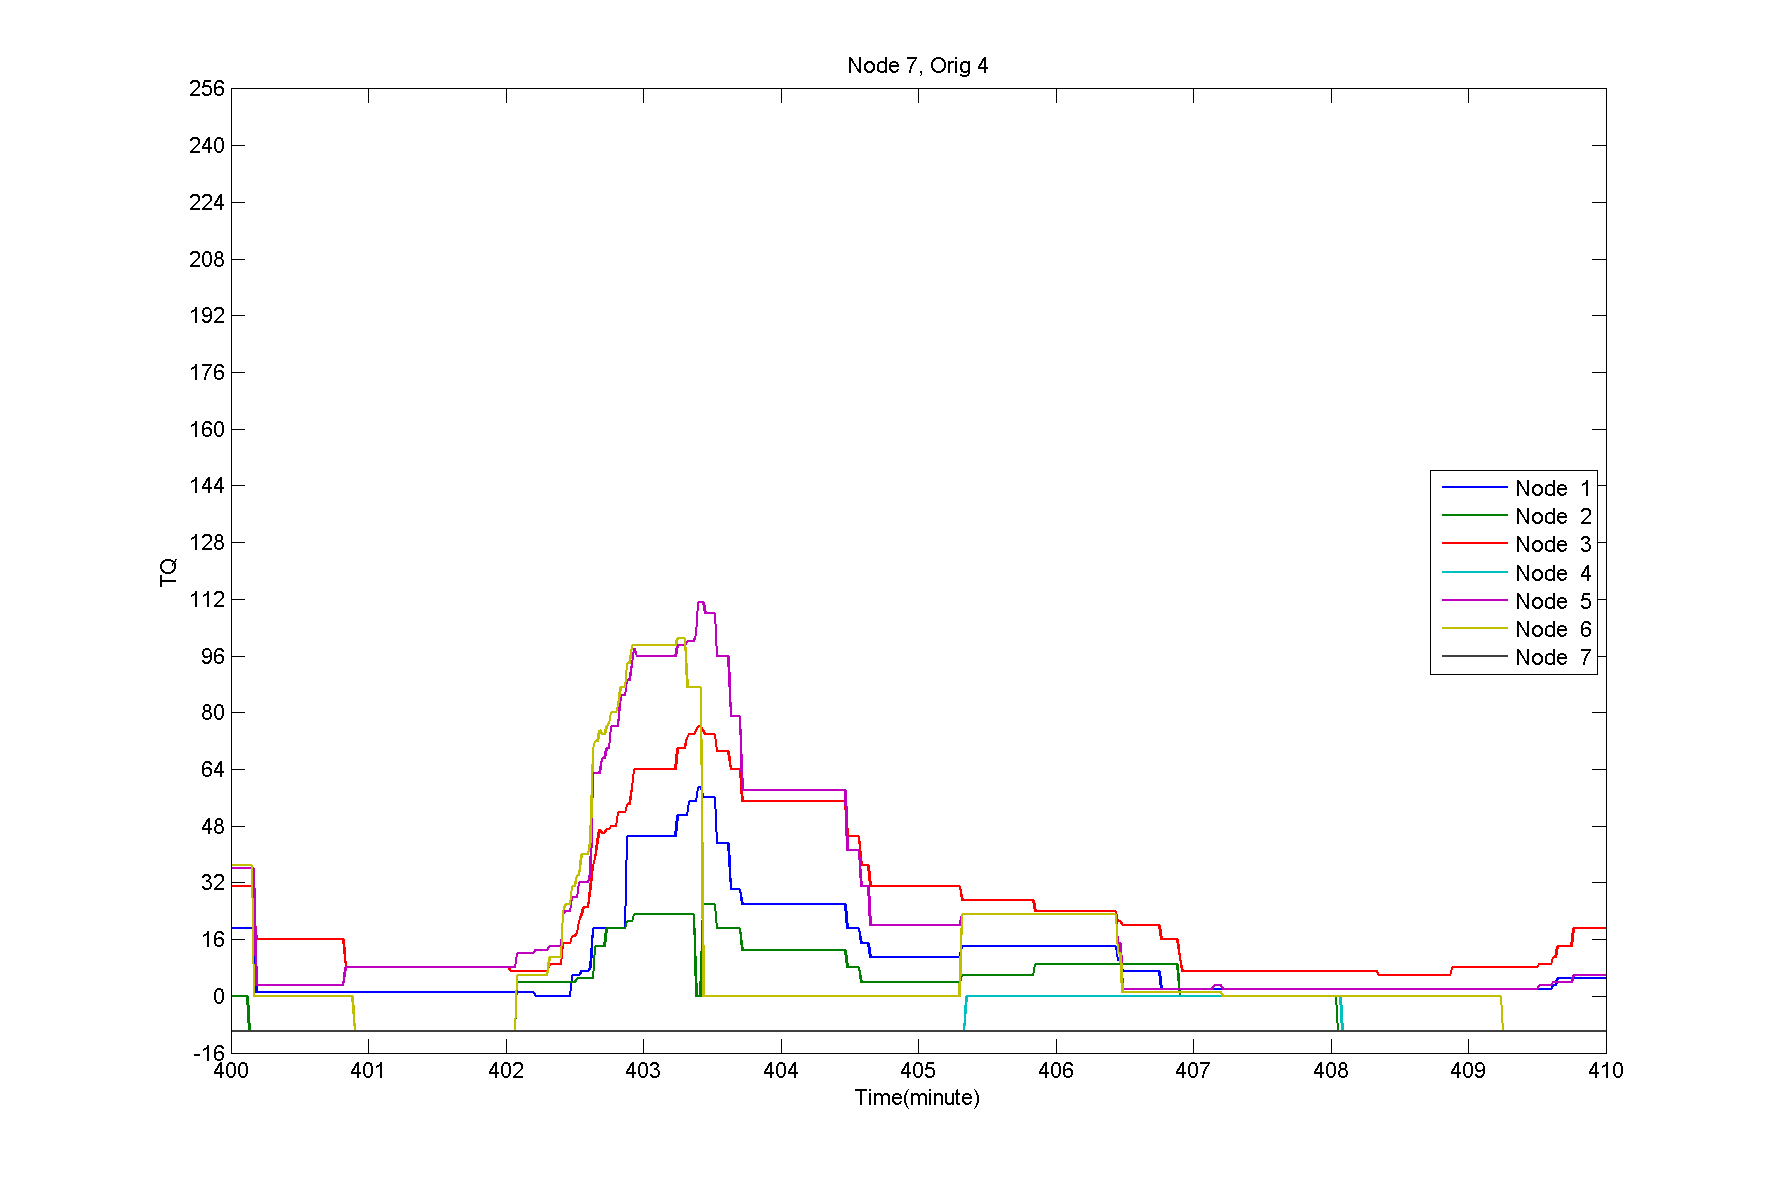 Node 7, Orig 4
256
240
224
208
192
176
160
144
128
112
96
80
64
48
32
16
0
-16
TQ
Node 1
Node 2
Node 3
Node 4
Node 5
Node 6
Node 7
400 401 402 403 404 405 406 407 408 409 410
Time(minute)